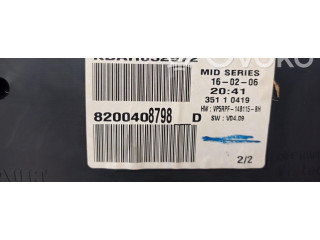 MID SERIES
16-02-06
20:41
351 1 0419
HW : VP5RPF-14B115-BH
8200408798 D
SW : V04.09
2/2